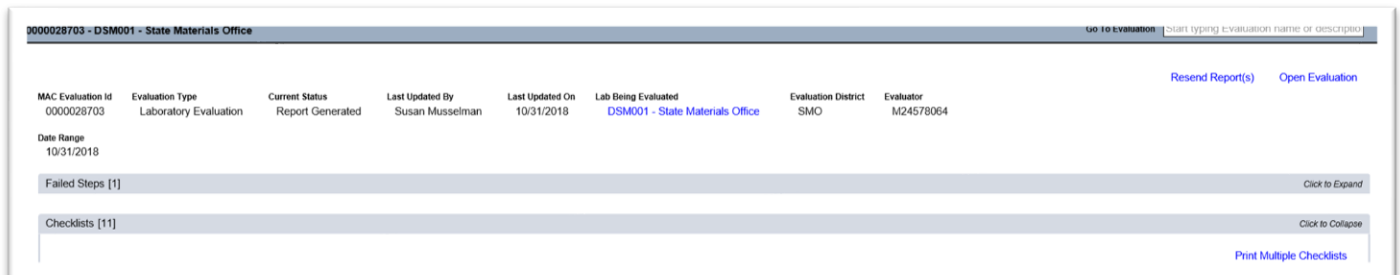 0000028703 - DSM001 - State Materials Office
Go To Evaluation Start typing Evaluation name or descriptio
Resend Report(s) Open Evaluation
MAC Evaluation Id Evaluation Type Current Status Last Updated By Last Updated On Lab Being Evaluated Evaluation District Evaluator
0000028703 Laboratory Evaluation Report Generated Susan Musselman 10/31/2018 DSM001 - State Materials Office SMO M24578064
Date Range
10/31/2018
Failed Steps [1] Click to Expand
Checklists [11] Click to Collapse
Print Multiple Checklists